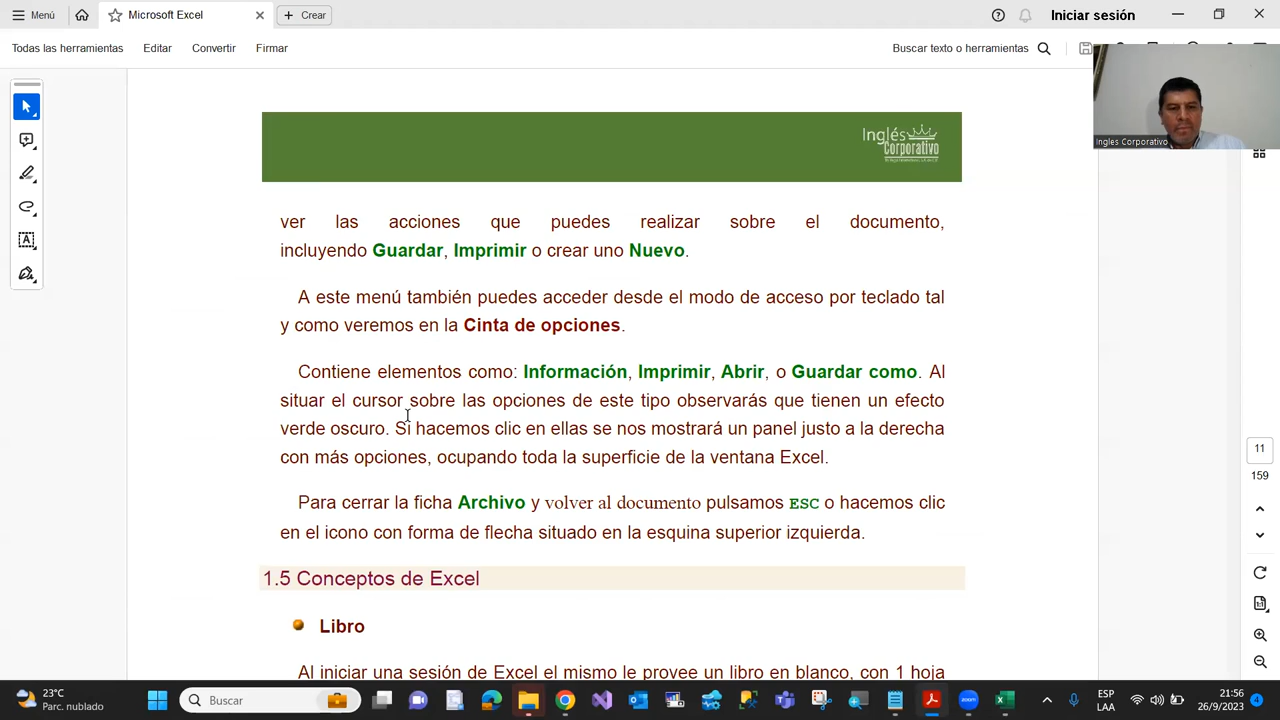 Menú
Microsoft Excel
Crear
Iniciar sesión
Todas las herramientas
Editar
Convertir
Firmar
Buscar texto o herramientas
Ingles Corporativo
Inglés
Corporativo
ver las acciones que puedes realizar sobre el documento,
incluyendo Guardar, Imprimir o crear uno Nuevo.
A este menú también puedes acceder desde el modo de acceso por teclado tal
y como veremos en la Cinta de opciones.
Contiene elementos como: Información, Imprimir, Abrir, o Guardar como. Al
situar el cursor sobre las opciones de este tipo observarás que tienen un efecto
verde oscuro. Si hacemos clic en ellas se nos mostrará un panel justo a la derecha
con más opciones, ocupando toda la superficie de la ventana Excel.
Para cerrar la ficha Archivo y volver al documento pulsamos ESC o hacemos clic
en el icono con forma de flecha situado en la esquina superior izquierda.
1.5 Conceptos de Excel
Libro
Al iniciar una sesión de Excel el mismo le provee un libro en blanco, con 1 hoja
11
159
23°C
Parc. nublado
Buscar
ESP
LAA
21:56
26/9/2023
4